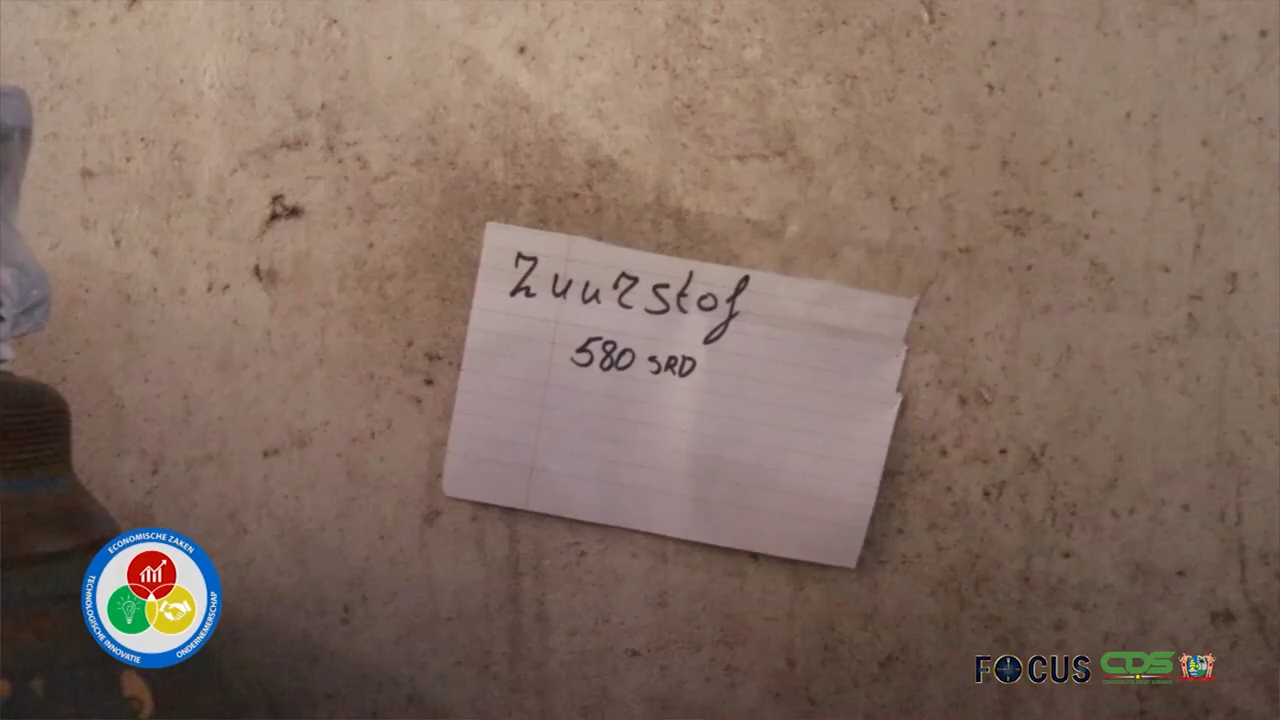 Zuurstof
580 SRD
ECONOMISCHE ZAKEN
TECHNOLOGISCHE INNOVATIE
ONDERNEMERSCHAP
FOCUS
CDS